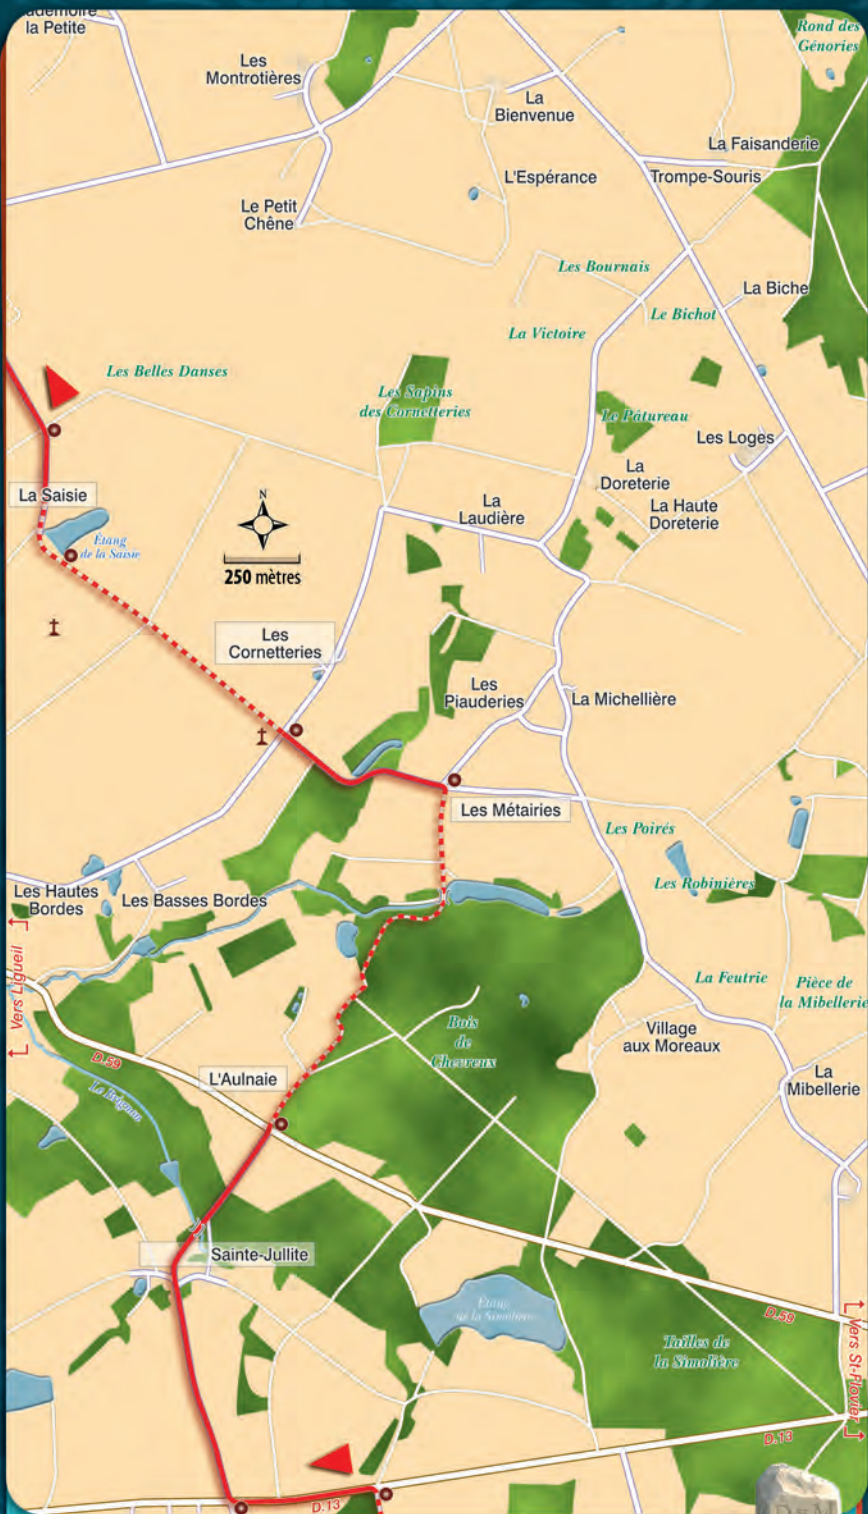 la Petite
Les
Montrotières
La
Bienvenue
Rond des
Génories
La Faisanderie
L'Espérance
Trompe-Souris
Le Petit
Chêne
Les Bournais
La Biche
Le Bichot
La Victoire
Les Belles Danses
Les Sapins
des Cornetteries
Le Pâtureau
Les Loges
La
Doreterie
La Saisie
La
Laudière
La Haute
Doreterie
N
Étang
de la Saisie
250 mètres
Les
Cornetteries
Les
Piauderies
La Michellière
Les Métairies
Les Poirés
Les Robinières
Les Hautes
Bordes
Les Basses Bordes
Vers Ligueil
La Feutrie
Pièce de
la Mibellerie
Bois
de
Chevreux
Village
aux Moreaux
D.59
L'Aulnaie
La
Mibellerie
Sainte-Jullite
Étang
de la Simolière
D.59
Tailles de
la Simolière
Vers St-Flovier
D.13
D.13